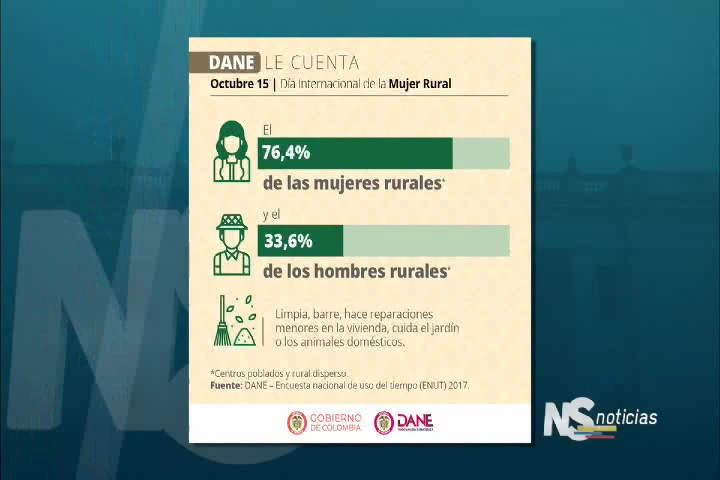 DANE LE CUENTA
Octubre 15 | Día Internacional de la Mujer Rural
El
76,4%
de las mujeres rurales*
y el
33,6%
de los hombres rurales*
Limpia, barre, hace reparaciones
menores en la vivienda, cuida el jardín
o los animales domésticos.
*Centros poblados y rural disperso.
Fuente: DANE – Encuesta nacional de uso del tiempo (ENUT) 2017.
GOBIERNO
DE COLOMBIA
DANE
NS noticias
NS